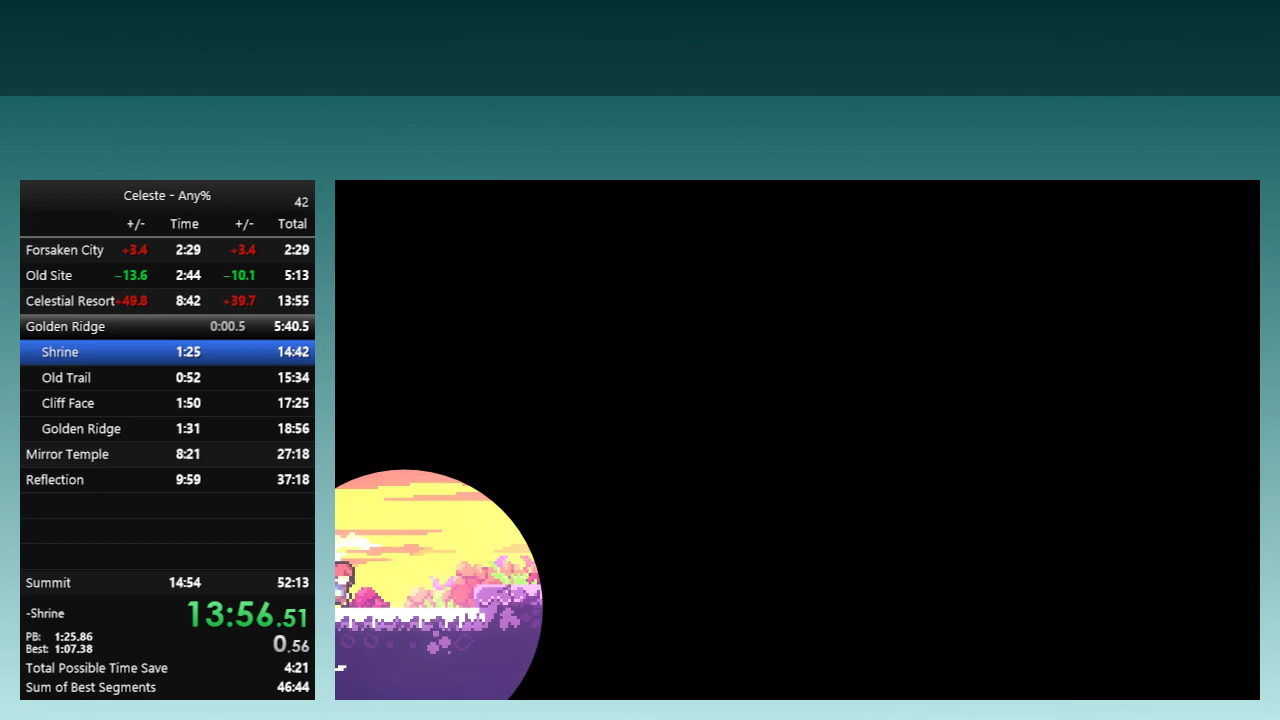 Celeste - Any%
42
+/- Time +/- Total
Forsaken City +3.4 2:29 +3.4 2:29
Old Site −13.6 2:44 −10.1 5:13
Celestial Resort +49.8 8:42 +39.7 13:55
Golden Ridge 0:00.5 5:40.5
Shrine 1:25 14:42
Old Trail 0:52 15:34
Cliff Face 1:50 17:25
Golden Ridge 1:31 18:56
Mirror Temple 8:21 27:18
Reflection 9:59 37:18
Summit 14:54 52:13
-Shrine 13:56.51
PB: 1:25.86
Best: 1:07.38
0.56
Total Possible Time Save 4:21
Sum of Best Segments 46:44